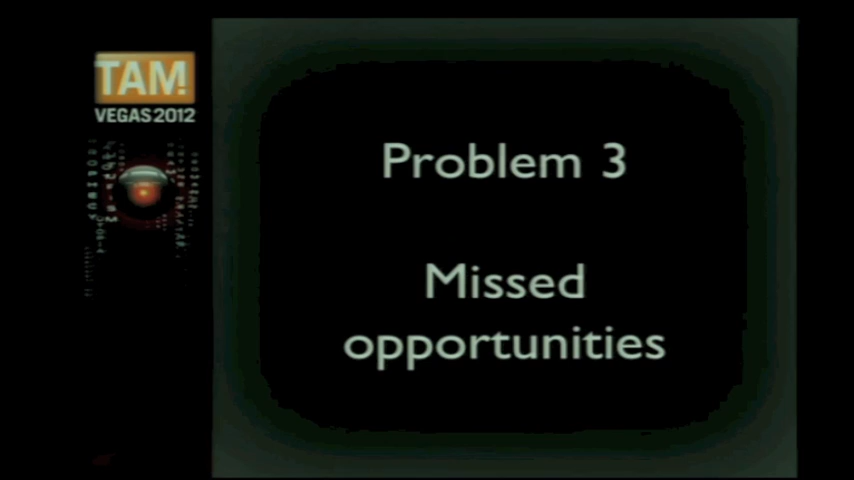 TAM!
VEGAS 2012
Problem 3
Missed
opportunities